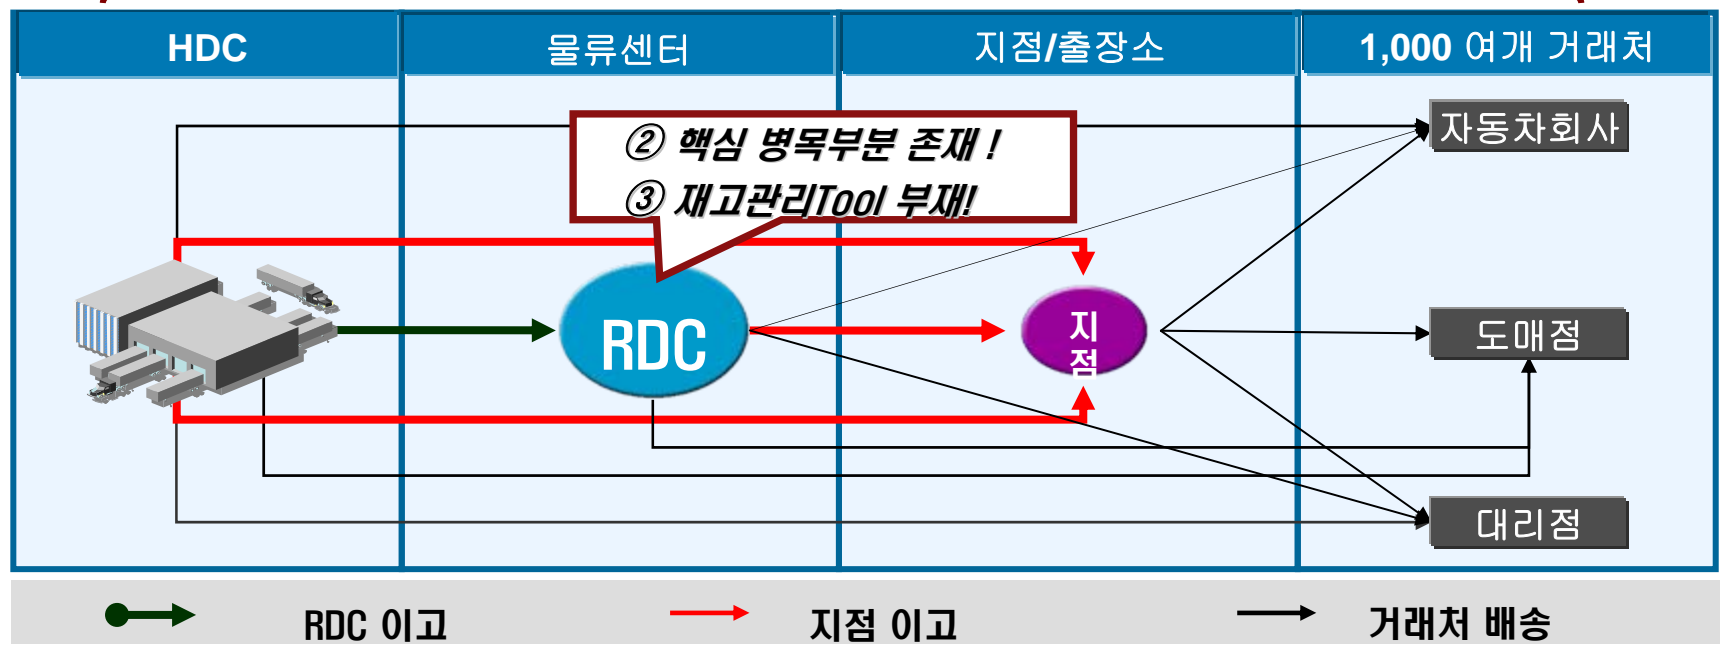 HDC
물류센터
지점/출장소
1,000 여개 거래처
② 핵심 병목부분 존재 !
③ 재고관리Tool 부재!
자동차회사
RDC
지
점
도매점
대리점
RDC 이고
지점 이고
거래처 배송